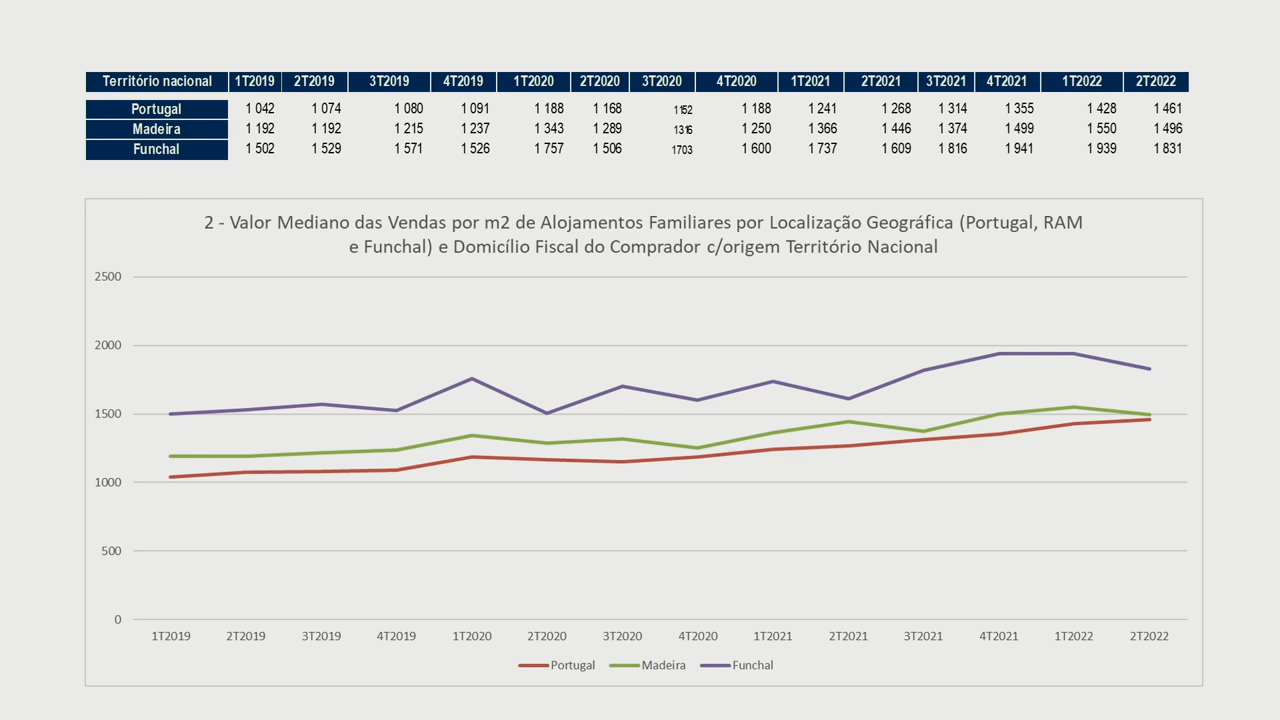 Território nacional 1T2019 2T2019 3T2019 4T2019 1T2020 2T2020 3T2020 4T2020 1T2021 2T2021 3T2021 4T2021 1T2022 2T2022
Portugal 1 042 1 074 1 080 1 091 1 188 1 168 1152 1 188 1 241 1 268 1 314 1 355 1 428 1 461
Madeira 1 192 1 192 1 215 1 237 1 343 1 289 1316 1 250 1 366 1 446 1 374 1 499 1 550 1 496
Funchal 1 502 1 529 1 571 1 526 1 757 1 506 1703 1 600 1 737 1 609 1 816 1 941 1 939 1 831
2 - Valor Mediano das Vendas por m2 de Alojamentos Familiares por Localização Geográfica (Portugal, RAM
e Funchal) e Domicílio Fiscal do Comprador c/origem Território Nacional
2500
2000
1500
1000
500
0
1T2019 2T2019 3T2019 4T2019 1T2020 2T2020 3T2020 4T2020 1T2021 2T2021 3T2021 4T2021 1T2022 2T2022
Portugal Madeira Funchal